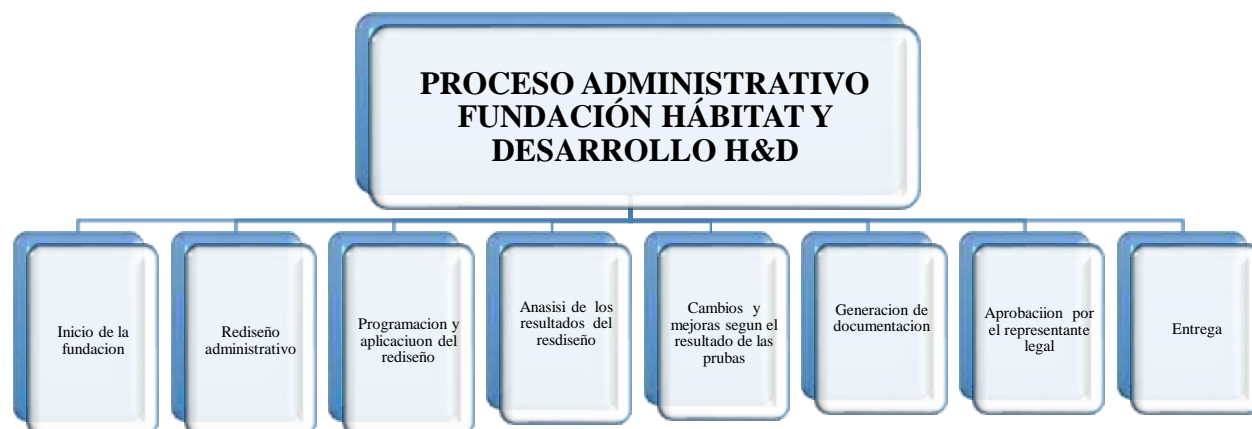 PROCESO ADMINISTRATIVO
FUNDACIÓN HÁBITAT Y
DESARROLLO H&D
Inicio de la
fundacion
Rediseño
administrativo
Programacion y
aplicaciuon del
rediseño
Anasisi de los
resultados del
resdiseño
Cambios y
mejoras segun el
resultado de las
prubas
Generacion de
documentacion
Aprobaciion por
el representante
legal
Entrega